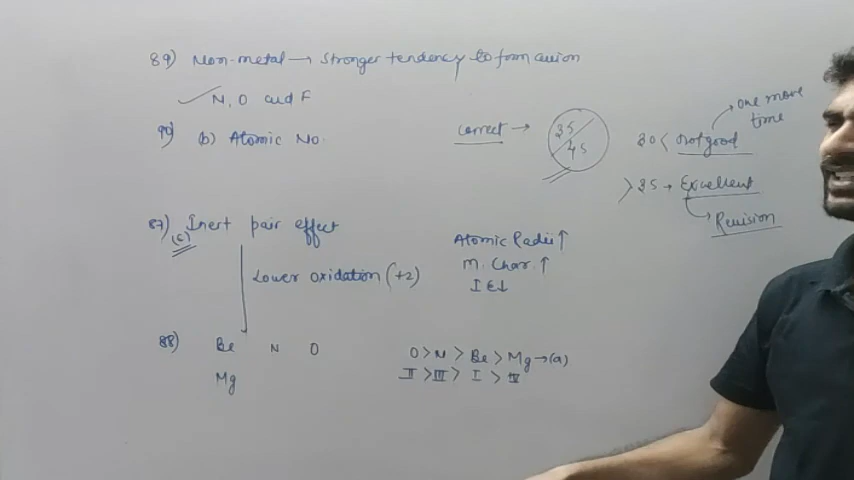 89) Non-metal → Stronger tendency to form anion
✓ N, O and F
90) (b) Atomic No.
correct → 35/45
30 < Not good → one more time
> 35 → Excellent
Revision
87) Inert pair effect
(c)
Lower oxidation (+2)
Atomic Radii ↑
M. Char. ↑
I E ↓
88) Be N O
Mg
O > N > Be > Mg → (a)
II > III > I > IV